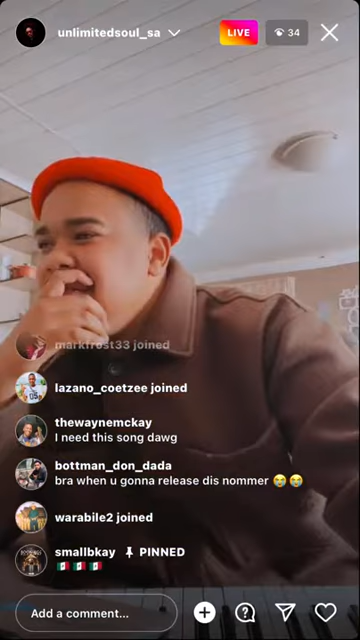 unlimitedsoul_sa
LIVE
34
markfrost33 joined
lazano_coetzee joined
thewaynemckay
I need this song dawg
bottman_don_dada
bra when u gonna release dis nommer 😭😭
warabile2 joined
smallbkay 📌 PINNED
🇲🇽🇲🇽🇲🇽
Add a comment...